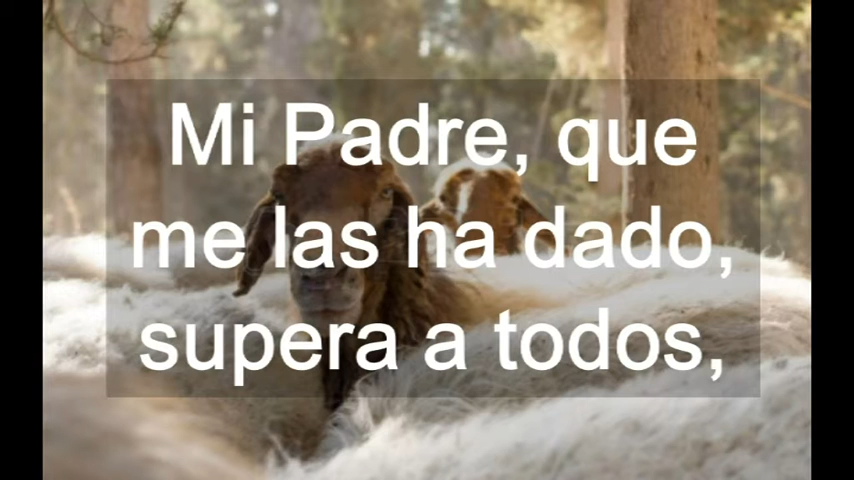 Mi Padre, que
me las ha dado,
supera a todos,